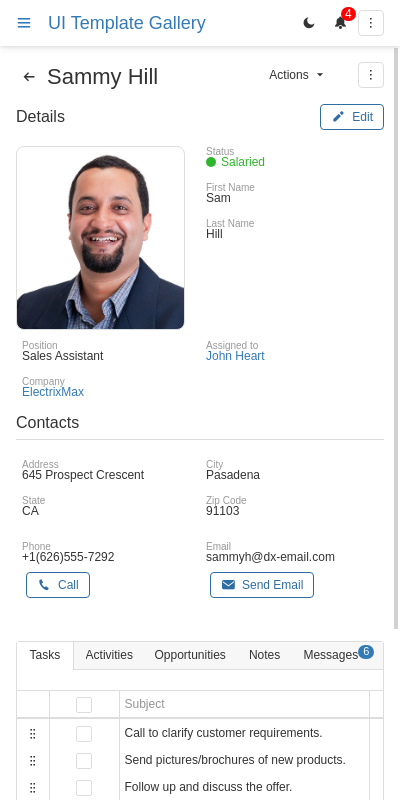 UI Template Gallery
4
Sammy Hill
Actions
Details
Edit
Status
Salaried
First Name
Sam
Last Name
Hill
Position
Sales Assistant
Assigned to
John Heart
Company
ElectrixMax
Contacts
Address
645 Prospect Crescent
City
Pasadena
State
CA
Zip Code
91103
Phone
+1(626)555-7292
Email
sammyh@dx-email.com
Call
Send Email
Tasks Activities Opportunities Notes Messages 6
Subject
Call to clarify customer requirements.
Send pictures/brochures of new products.
Follow up and discuss the offer.